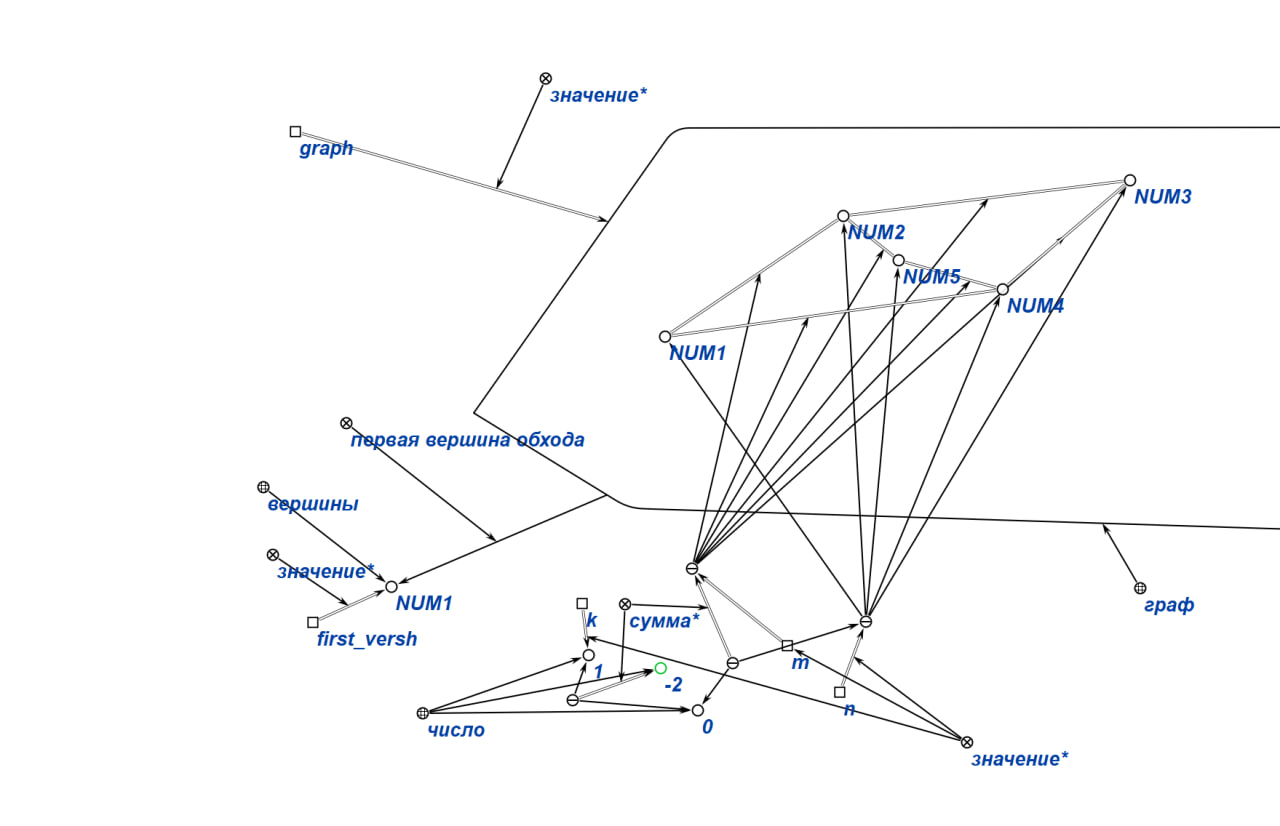 значение*
graph
NUM3
NUM2
NUM5
NUM4
NUM1
первая вершина обхода
вершины
значение*
NUM1
граф
k
сумма*
first_versh
m
1
-2
n
0
число
значение*